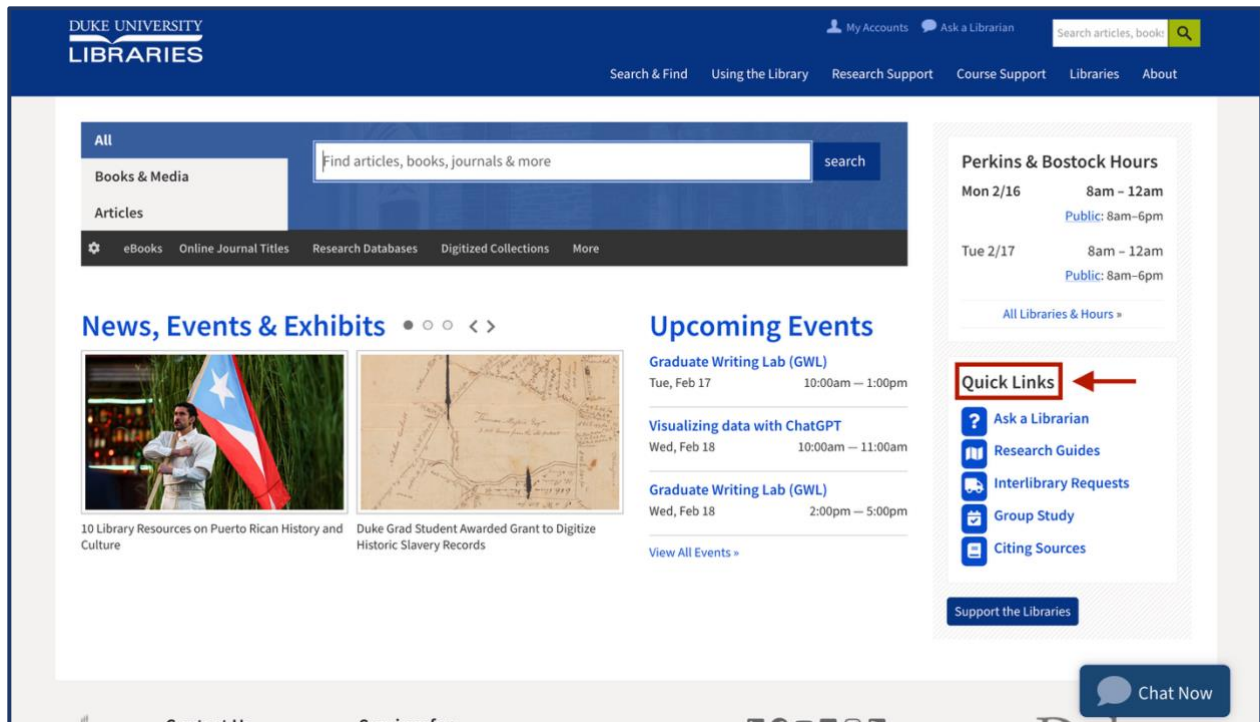 DUKE UNIVERSITY
LIBRARIES
My Accounts
Ask a Librarian
Search articles, book
Search & Find
Using the Library
Research Support
Course Support
Libraries
About
All
Books & Media
Articles
Find articles, books, journals & more
search
eBooks
Online Journal Titles
Research Databases
Digitized Collections
More
News, Events & Exhibits
10 Library Resources on Puerto Rican History and
Culture
Duke Grad Student Awarded Grant to Digitize
Historic Slavery Records
Upcoming Events
Graduate Writing Lab (GWL)
Tue, Feb 17 10:00am — 1:00pm
Visualizing data with ChatGPT
Wed, Feb 18 10:00am — 11:00am
Graduate Writing Lab (GWL)
Wed, Feb 18 2:00pm — 5:00pm
View All Events »
Perkins & Bostock Hours
Mon 2/16 8am – 12am
Public: 8am–6pm
Tue 2/17 8am – 12am
Public: 8am–6pm
All Libraries & Hours »
Quick Links
Ask a Librarian
Research Guides
Interlibrary Requests
Group Study
Citing Sources
Support the Libraries
Chat Now